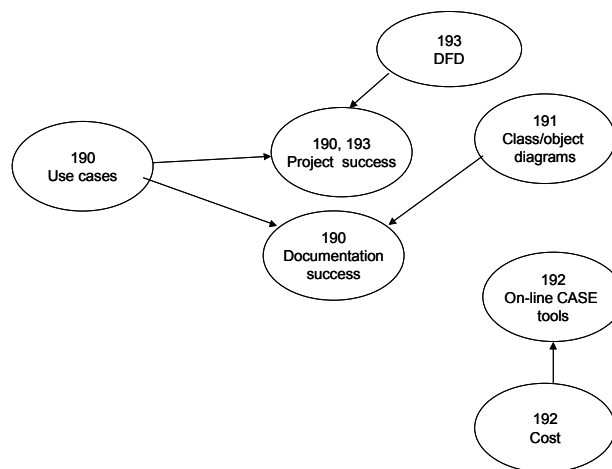 193
DFD
190, 193
Project success
191
Class/object
diagrams
190
Use cases
190
Documentation
success
192
On-line CASE
tools
192
Cost